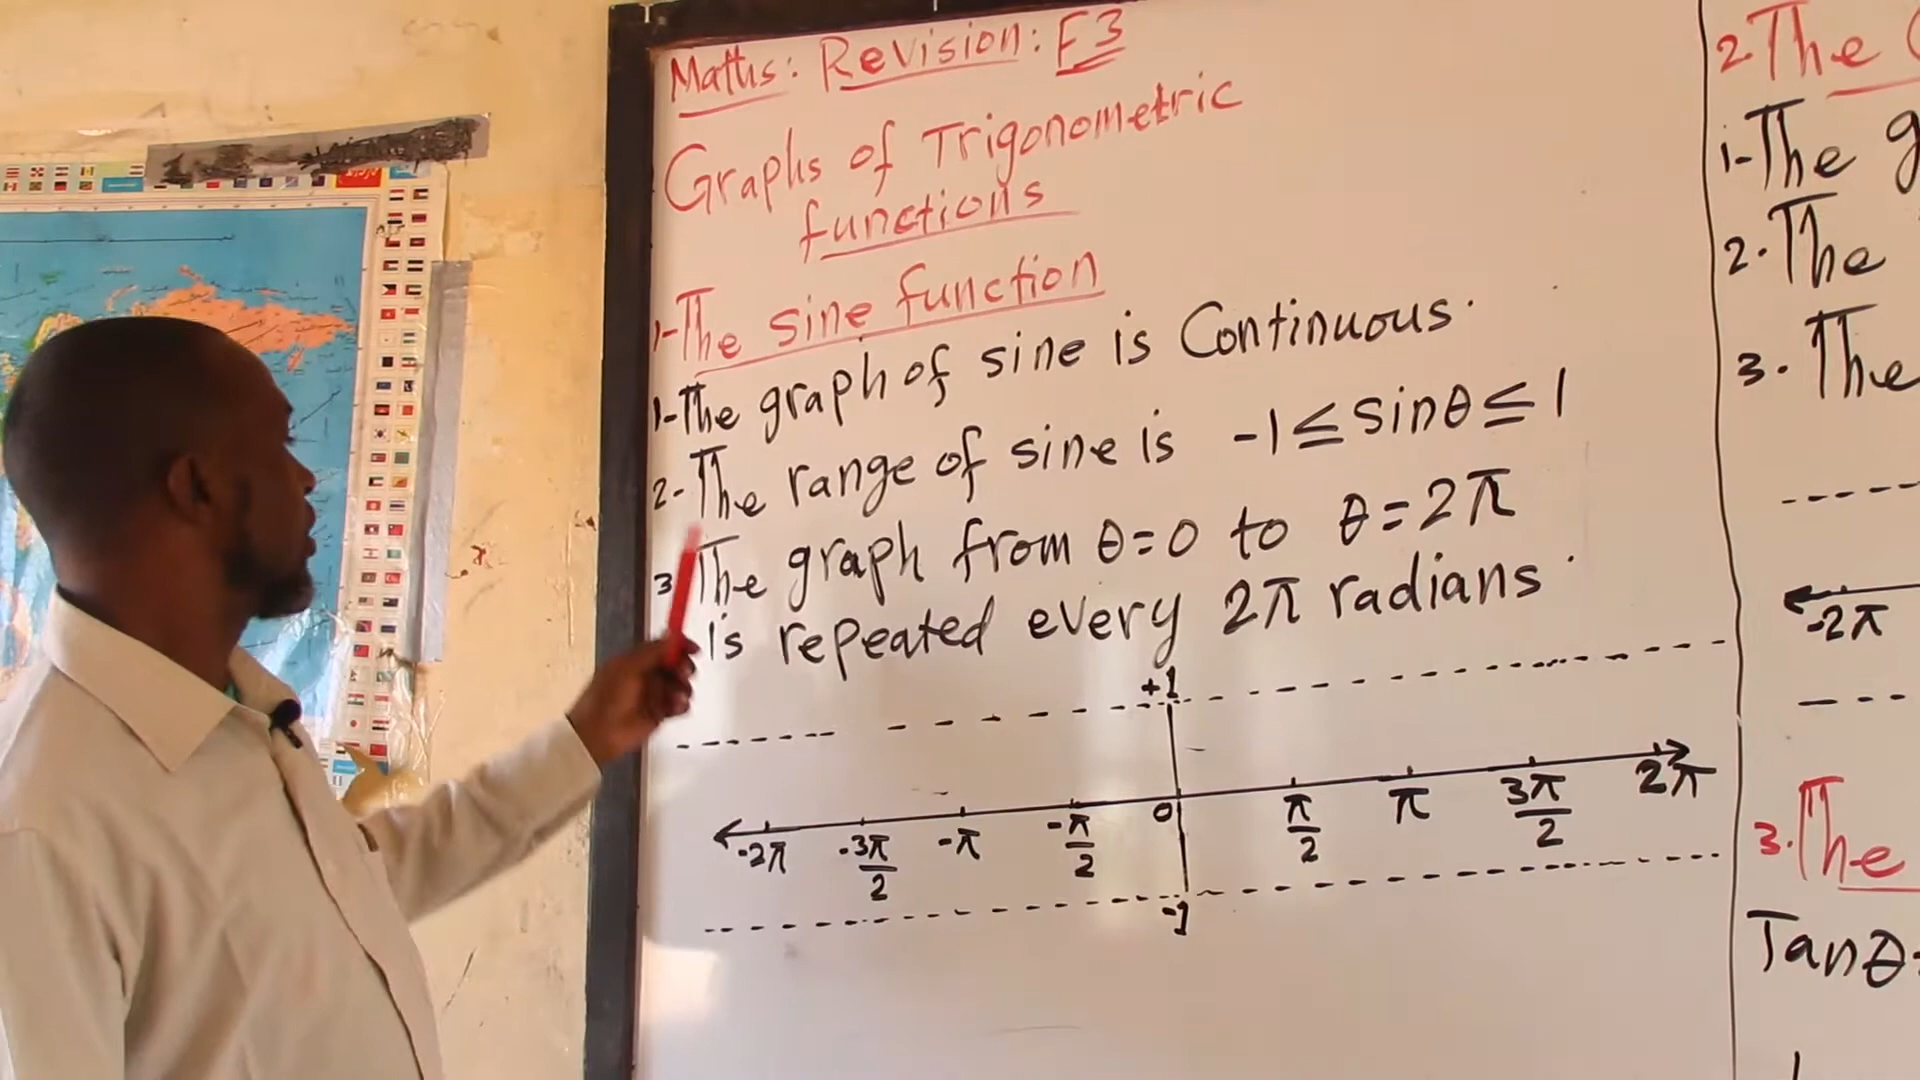 Maths: Revision: F3
Graphs of Trigonometric
functions
1-The sine function
1-The graph of sine is Continuous.
2-The range of sine is -1≤sinθ≤1
3 The graph from θ=0 to θ=2π
is repeated every 2π radians.
+1
-2π -3π/2 -π -π/2 0 π/2 π 3π/2 2π
-1
2.The
1-The
2.The
3. The
-2π
3.The
Tanθ